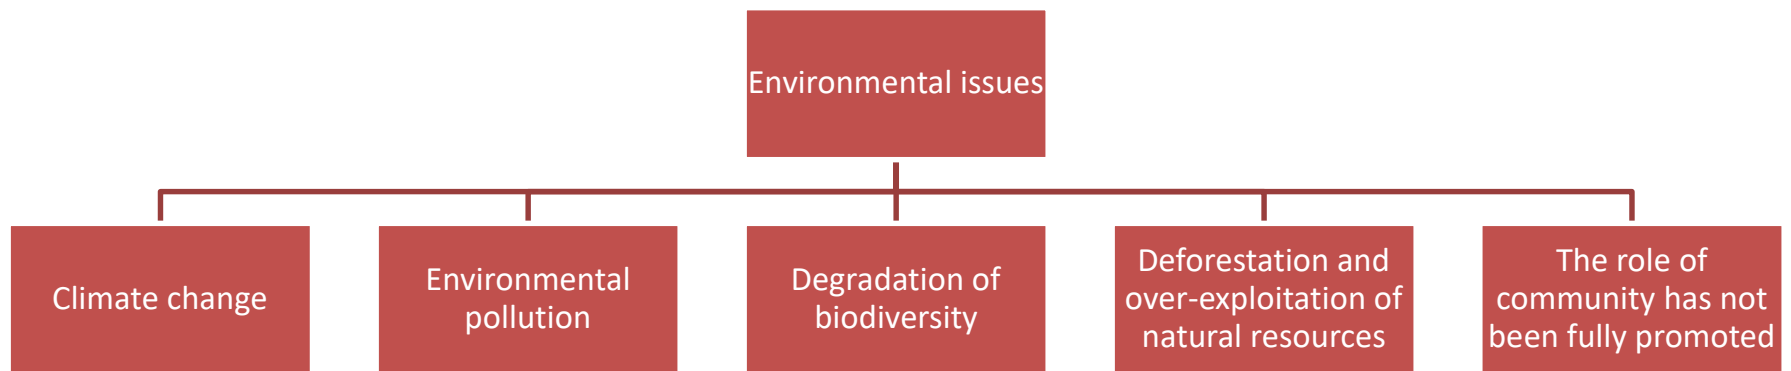 Environmental issues
Climate change
Environmental
pollution
Degradation of
biodiversity
Deforestation and
over-exploitation of
natural resources
The role of
community has not
been fully promoted